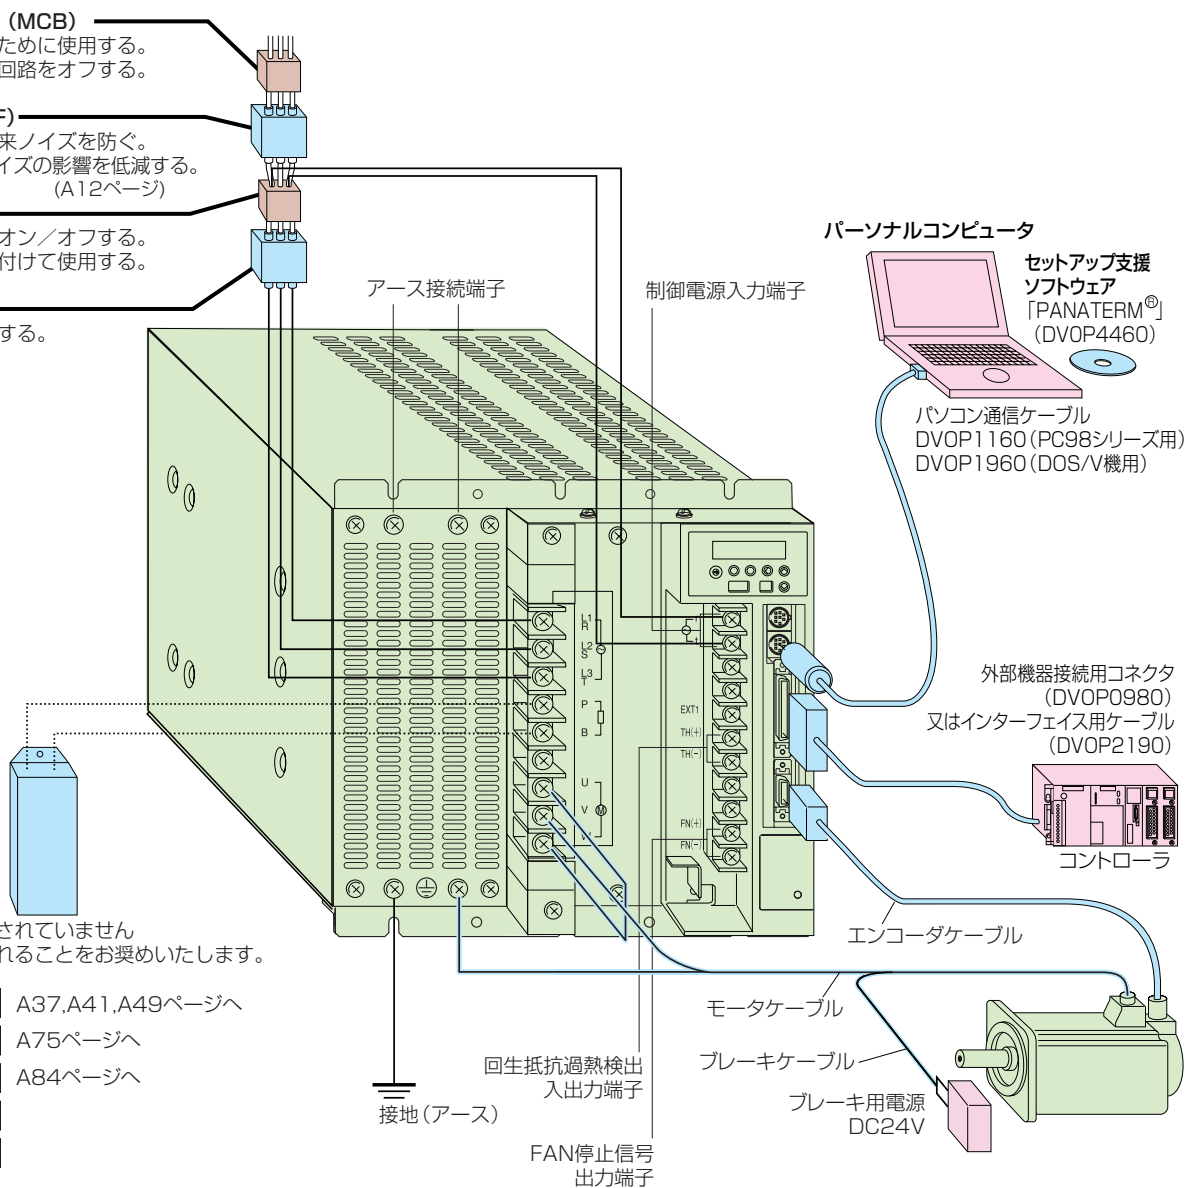 (MCB)
ために使用する。
回路をオフする。
F)
来ノイズを防ぐ。
イズの影響を低減する。
(A12ページ)
オン／オフする。
付けて使用する。
する。
アース接続端子
制御電源入力端子
パーソナルコンピュータ
セットアップ支援
ソフトウェア
「PANATERM®」
(DVOP4460)
パソコン通信ケーブル
DVOP1160(PC98シリーズ用)
DVOP1960(DOS/V機用)
L1
R
L2
S
L3
T
P
B
U
V
M
W
r
t
EXT1
TH(+)
TH(-)
FN(+)
FN(-)
外部機器接続用コネクタ
(DVOP0980)
又はインターフェイス用ケーブル
(DVOP2190)
コントローラ
エンコーダケーブル
モータケーブル
ブレーキケーブル
ブレーキ用電源
DC24V
回生抵抗過熱検出
入出力端子
FAN停止信号
出力端子
接地(アース)
されていません
れることをお奨めいたします。
A37,A41,A49ページへ
A75ページへ
A84ページへ